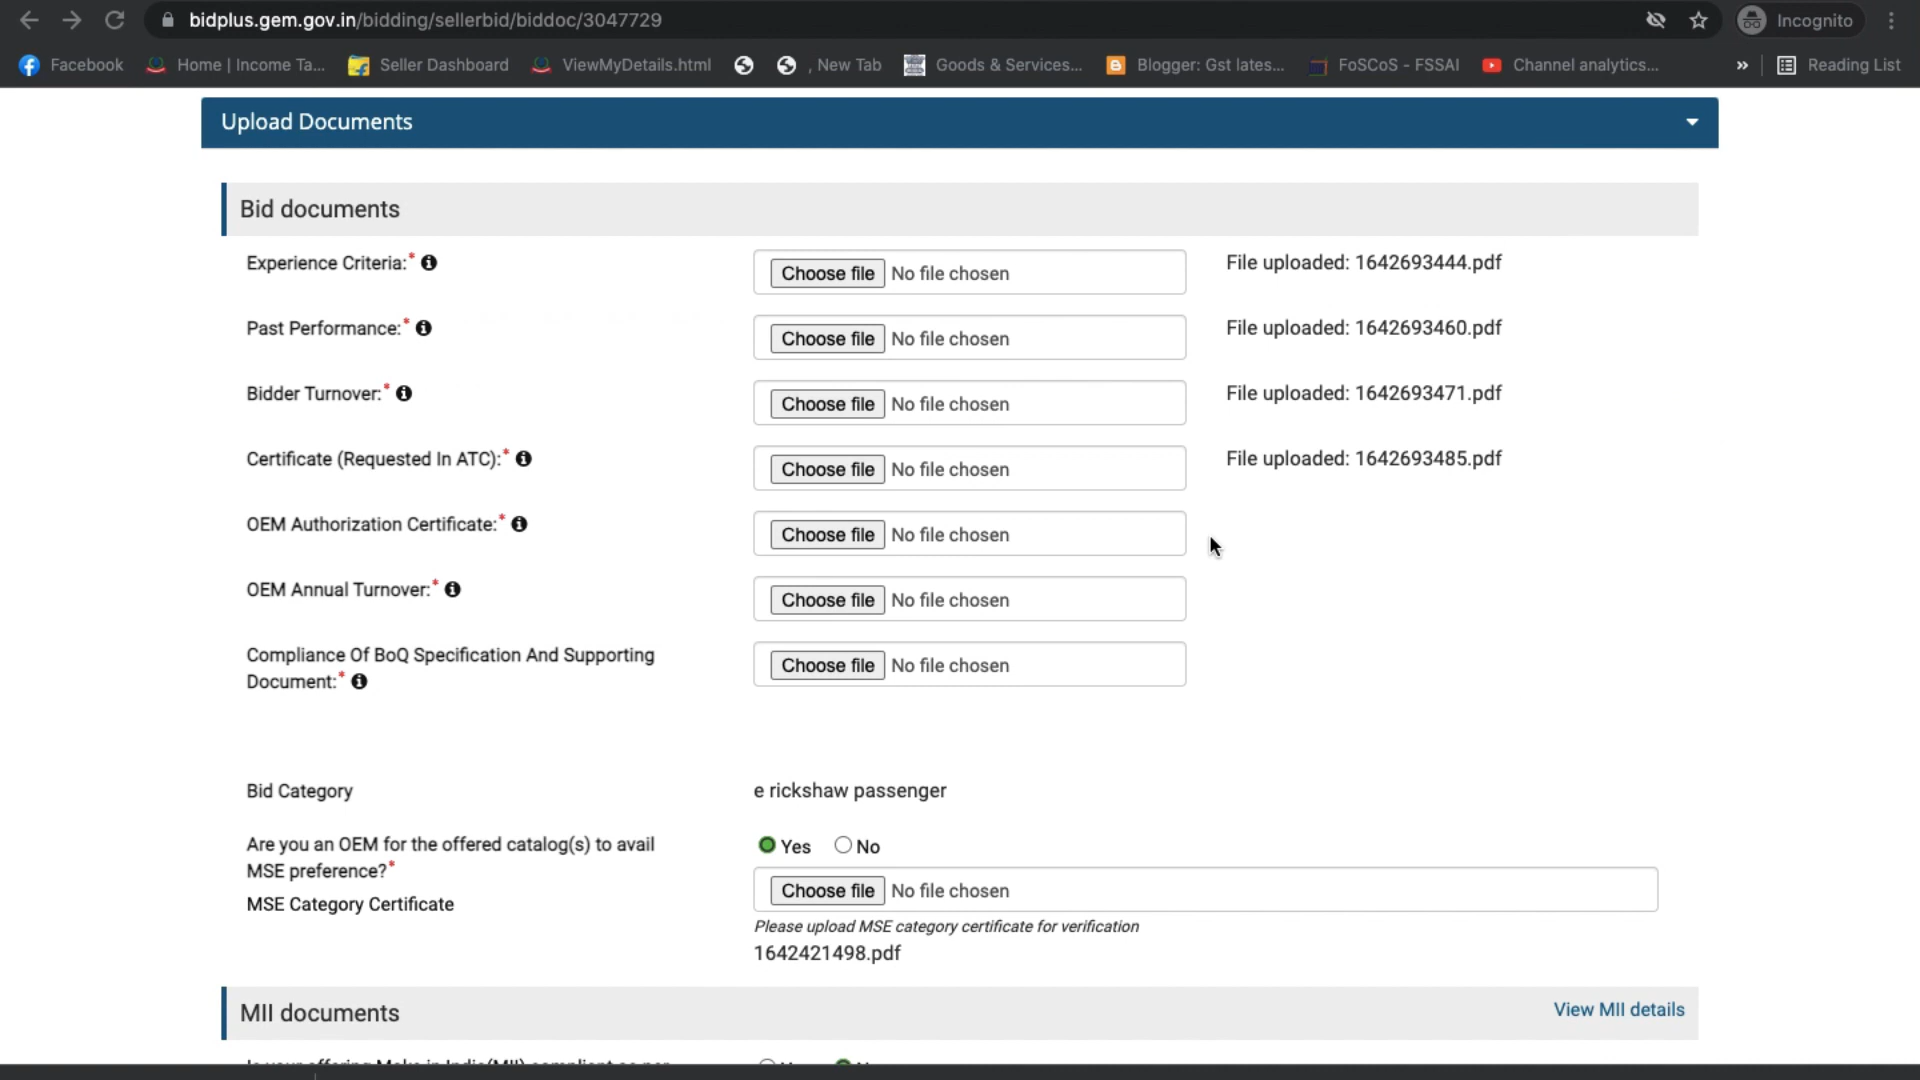 bidplus.gem.gov.in/bidding/sellerbid/biddoc/3047729
Incognito
Facebook
Home | Income Ta...
Seller Dashboard
ViewMyDetails.html
, New Tab
Goods & Services...
Blogger: Gst lates...
FoSCoS - FSSAI
Channel analytics...
»
Reading List
Upload Documents
Bid documents
Experience Criteria:*
Choose file No file chosen
File uploaded: 1642693444.pdf
Past Performance:*
Choose file No file chosen
File uploaded: 1642693460.pdf
Bidder Turnover:*
Choose file No file chosen
File uploaded: 1642693471.pdf
Certificate (Requested In ATC):*
Choose file No file chosen
File uploaded: 1642693485.pdf
OEM Authorization Certificate:*
Choose file No file chosen
OEM Annual Turnover:*
Choose file No file chosen
Compliance Of BoQ Specification And Supporting
Document:*
Choose file No file chosen
Bid Category
e rickshaw passenger
Are you an OEM for the offered catalog(s) to avail
MSE preference?*
Yes No
MSE Category Certificate
Choose file No file chosen
Please upload MSE category certificate for verification
1642421498.pdf
MII documents
View MII details